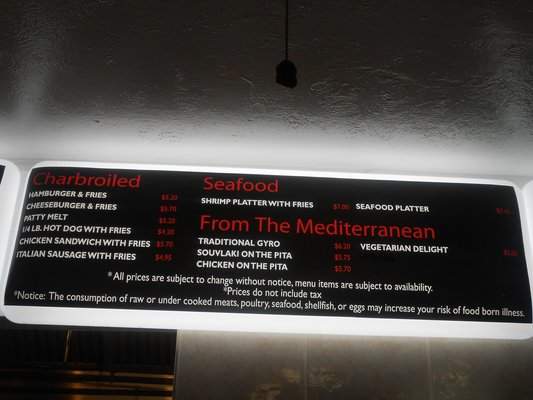 Charbroiled
HAMBURGER & FRIES $5.20
CHEESEBURGER & FRIES $5.70
PATTY MELT $5.20
1/4 LB. HOT DOG WITH FRIES $4.20
CHICKEN SANDWICH WITH FRIES $5.70
ITALIAN SAUSAGE WITH FRIES $4.95
Seafood
SHRIMP PLATTER WITH FRIES $7.00 SEAFOOD PLATTER
From The Mediterranean
TRADITIONAL GYRO $6.20 VEGETARIAN DELIGHT
SOUVLAKI ON THE PITA $5.75
CHICKEN ON THE PITA $5.70
*All prices are subject to change without notice, menu items are subject to availability.
*Prices do not include tax
*Notice: The consumption of raw or under cooked meats, poultry, seafood, shellfish, or eggs may increase your risk of food born illness.